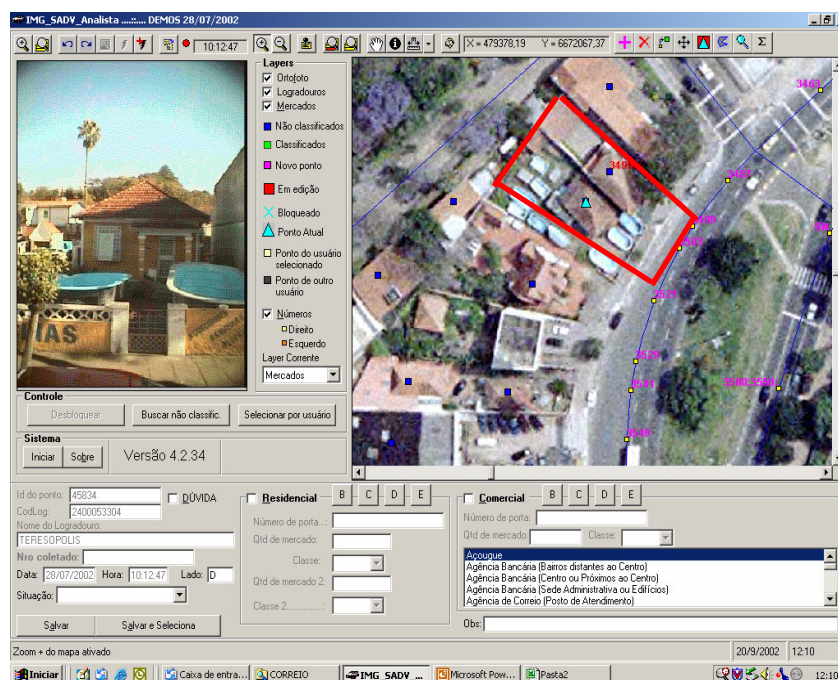 IMG_SADV_Analista ....::.... DEMOS 28/07/2002
10:12:47
X = 479378,19 Y = 6672067,37
Σ
Layers
Ortofoto
Logradouros
Mercados
Não classificados
Classificados
Novo ponto
Em edição
Bloqueado
Ponto Atual
Ponto do usuário
selecionado
Ponto de outro
usuário
Números
Direito
Esquerdo
Layer Corrente
Mercados
IAS
3469
3497
3521
3529
3541
3549
Controle
Desbloquear
Buscar não classific.
Selecionar por usuário
Sistema
Iniciar
Sobre
Versão 4.2.34
Id do ponto: 45834
DÚVIDA
CodLog: 2400053304
Nome do Logradouro:
TERESOPOLIS
Nro coletado:
Data: 28/07/2002 Hora: 10:12:47 Lado: D
Situação:
Salvar
Salvar e Seleciona
Residencial B C D E
Número de porta...:
Qtd de mercado:
Classe:
Qtd de mercado 2:
Classe 2..............:
Comercial B C D E
Número de porta:
Qtd de mercado: Classe:
Açougue
Agência Bancária (Bairros distantes ao Centro)
Agência Bancária (Centro ou Próximos ao Centro)
Agência Bancária (Sede Administrativa ou Edifícios)
Agência de Correio (Posto de Atendimento)
Obs:
Zoom + do mapa ativado
20/9/2002 12:10
Iniciar
Caixa de entra...
CORREIO
IMG_SADV_...
Microsoft Pow...
Pasta2
12:10